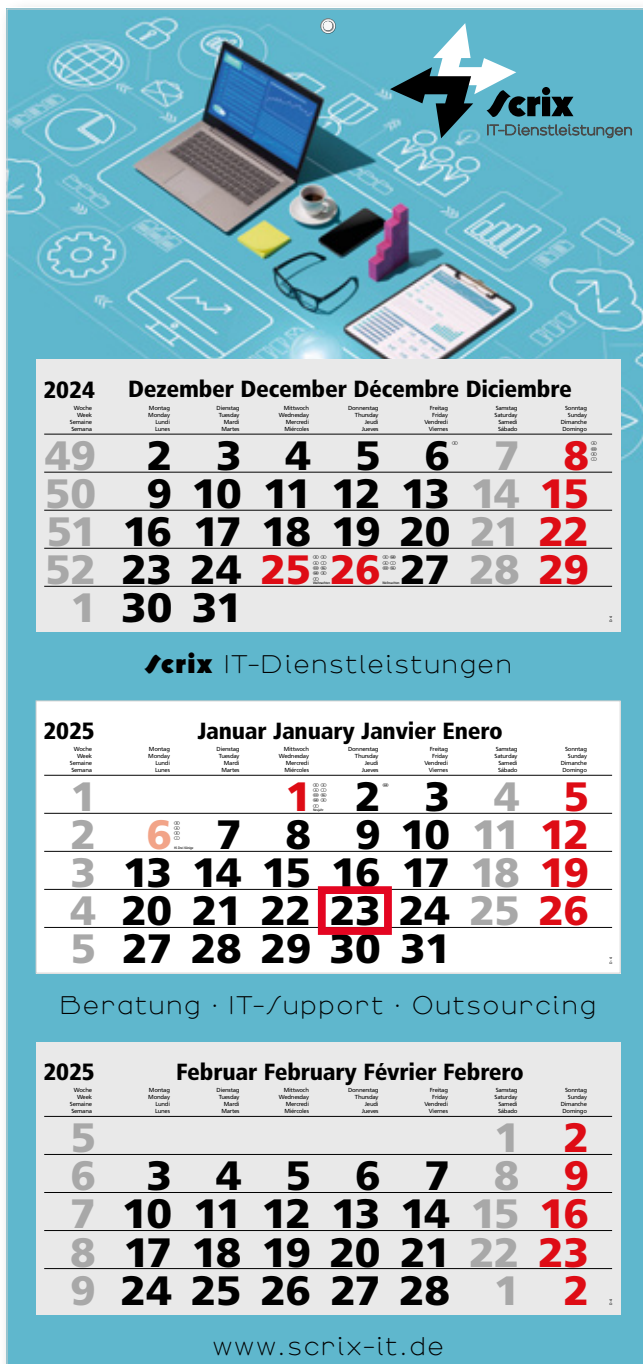 Scrix
IT-Dienstleistungen
2024 Dezember December Décembre Diciembre
Woche Montag Dienstag Mittwoch Donnerstag Freitag Samstag Sonntag
Week Monday Tuesday Wednesday Thursday Friday Saturday Sunday
Semaine Lundi Mardi Mercredi Jeudi Vendredi Samedi Dimanche
Semana Lunes Martes Miércoles Jueves Viernes Sábado Domingo
49 2 3 4 5 6 7 8
50 9 10 11 12 13 14 15
51 16 17 18 19 20 21 22
52 23 24 25 26 27 28 29
1 30 31
Scrix IT-Dienstleistungen
2025 Januar January Janvier Enero
Woche Montag Dienstag Mittwoch Donnerstag Freitag Samstag Sonntag
Week Monday Tuesday Wednesday Thursday Friday Saturday Sunday
Semaine Lundi Mardi Mercredi Jeudi Vendredi Samedi Dimanche
Semana Lunes Martes Miércoles Jueves Viernes Sábado Domingo
1 1 2 3 4 5
2 6 7 8 9 10 11 12
3 13 14 15 16 17 18 19
4 20 21 22 23 24 25 26
5 27 28 29 30 31
Beratung · IT-Support · Outsourcing
2025 Februar February Février Febrero
Woche Montag Dienstag Mittwoch Donnerstag Freitag Samstag Sonntag
Week Monday Tuesday Wednesday Thursday Friday Saturday Sunday
Semaine Lundi Mardi Mercredi Jeudi Vendredi Samedi Dimanche
Semana Lunes Martes Miércoles Jueves Viernes Sábado Domingo
5 1 2
6 3 4 5 6 7 8 9
7 10 11 12 13 14 15 16
8 17 18 19 20 21 22 23
9 24 25 26 27 28 1 2
www.scrix-it.de